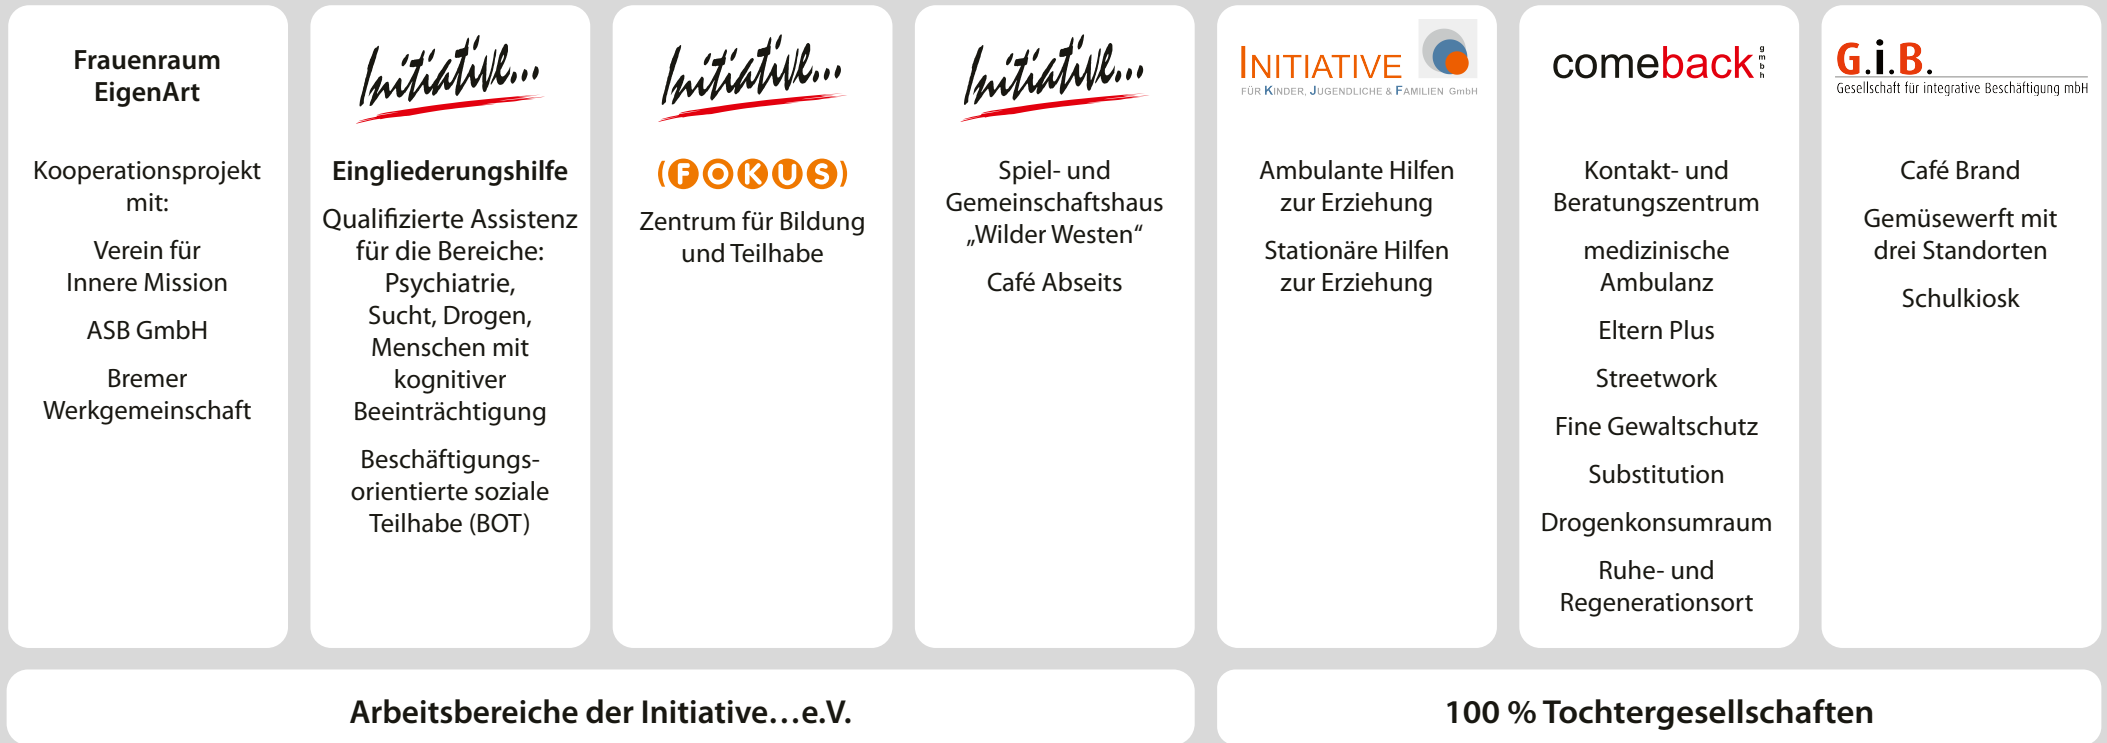 Frauenraum
EigenArt
Kooperationsprojekt
mit:
Verein für
Innere Mission
ASB GmbH
Bremer
Werkgemeinschaft
Initiative...
Eingliederungshilfe
Qualifizierte Assistenz
für die Bereiche:
Psychiatrie,
Sucht, Drogen,
Menschen mit
kognitiver
Beeinträchtigung
Beschäftigungs-
orientierte soziale
Teilhabe (BOT)
Initiative...
(FOKUS)
Zentrum für Bildung
und Teilhabe
Initiative...
Spiel- und
Gemeinschaftshaus
„Wilder Westen“
Café Abseits
INITIATIVE
FÜR KINDER, JUGENDLICHE & FAMILIEN GmbH
Ambulante Hilfen
zur Erziehung
Stationäre Hilfen
zur Erziehung
comeback gmbh
Kontakt- und
Beratungszentrum
medizinische
Ambulanz
Eltern Plus
Streetwork
Fine Gewaltschutz
Substitution
Drogenkonsumraum
Ruhe- und
Regenerationsort
G.i.B.
Gesellschaft für integrative Beschäftigung mbH
Café Brand
Gemüsewerft mit
drei Standorten
Schulkiosk
Arbeitsbereiche der Initiative…e.V.
100 % Tochtergesellschaften